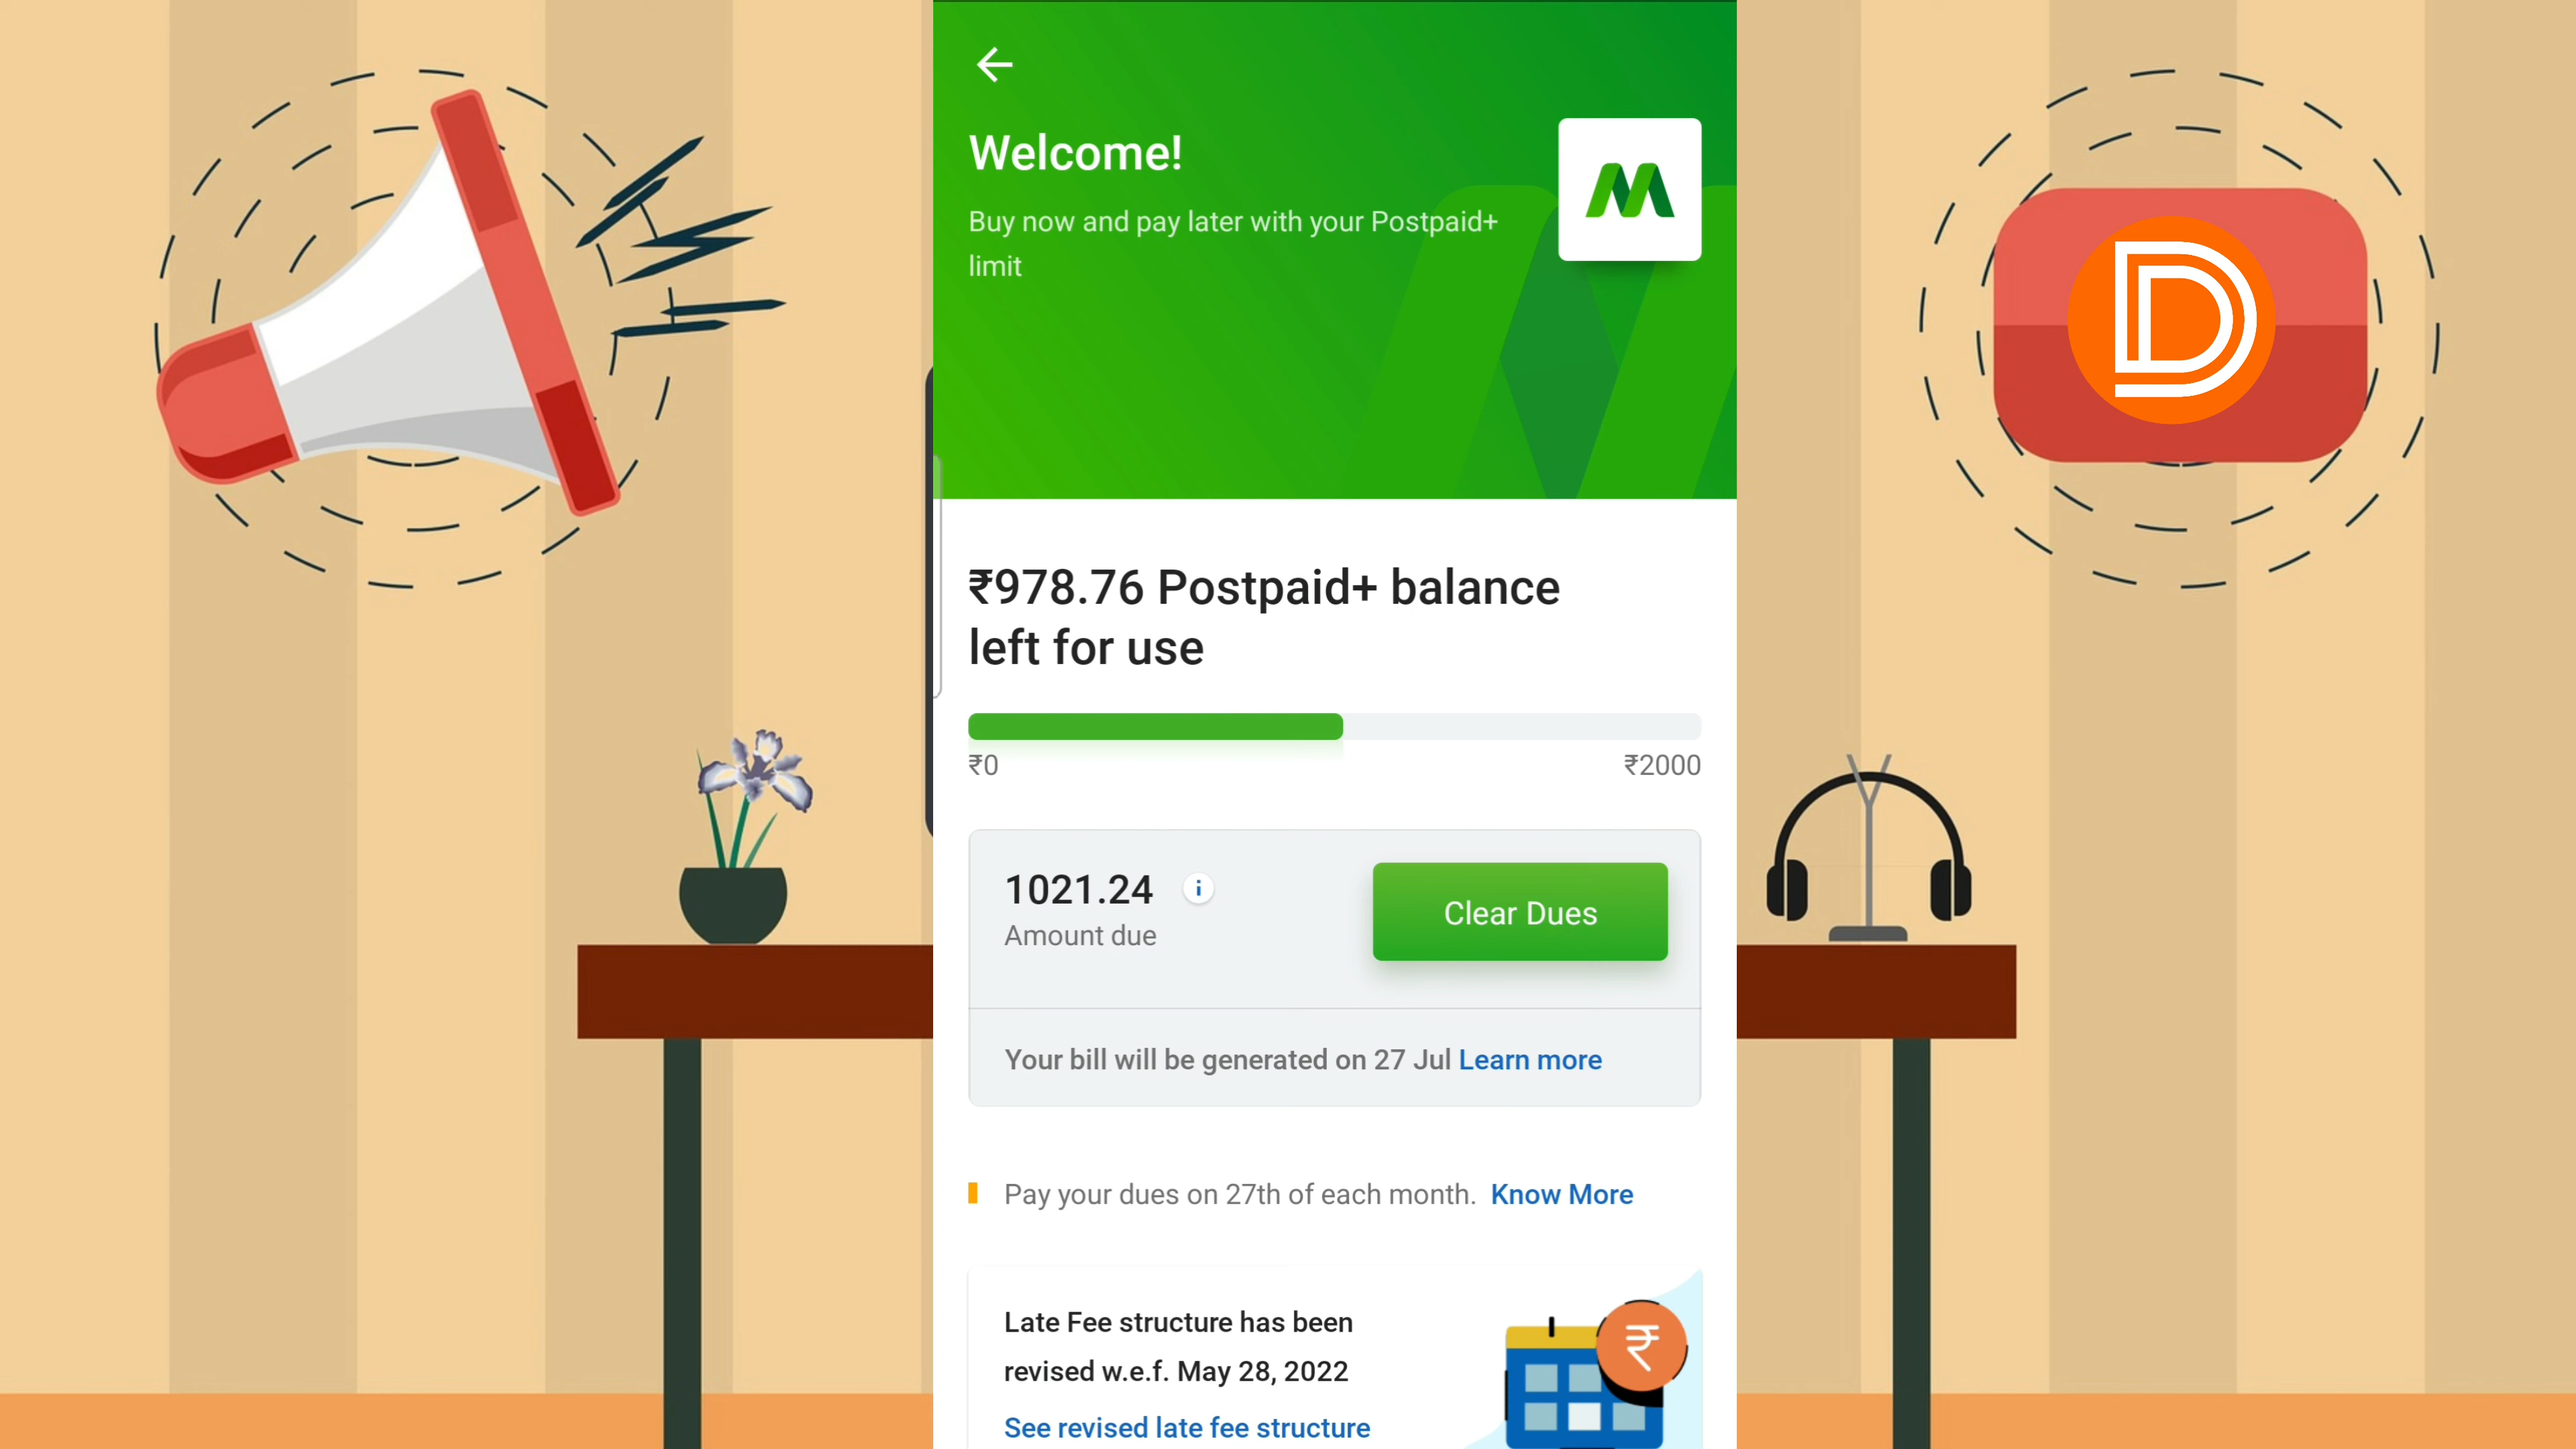 Welcome!
Buy now and pay later with your Postpaid+
limit
M
D
₹978.76 Postpaid+ balance
left for use
₹0 ₹2000
1021.24 i
Amount due
Clear Dues
Your bill will be generated on 27 Jul Learn more
Pay your dues on 27th of each month. Know More
Late Fee structure has been
revised w.e.f. May 28, 2022
See revised late fee structure
₹